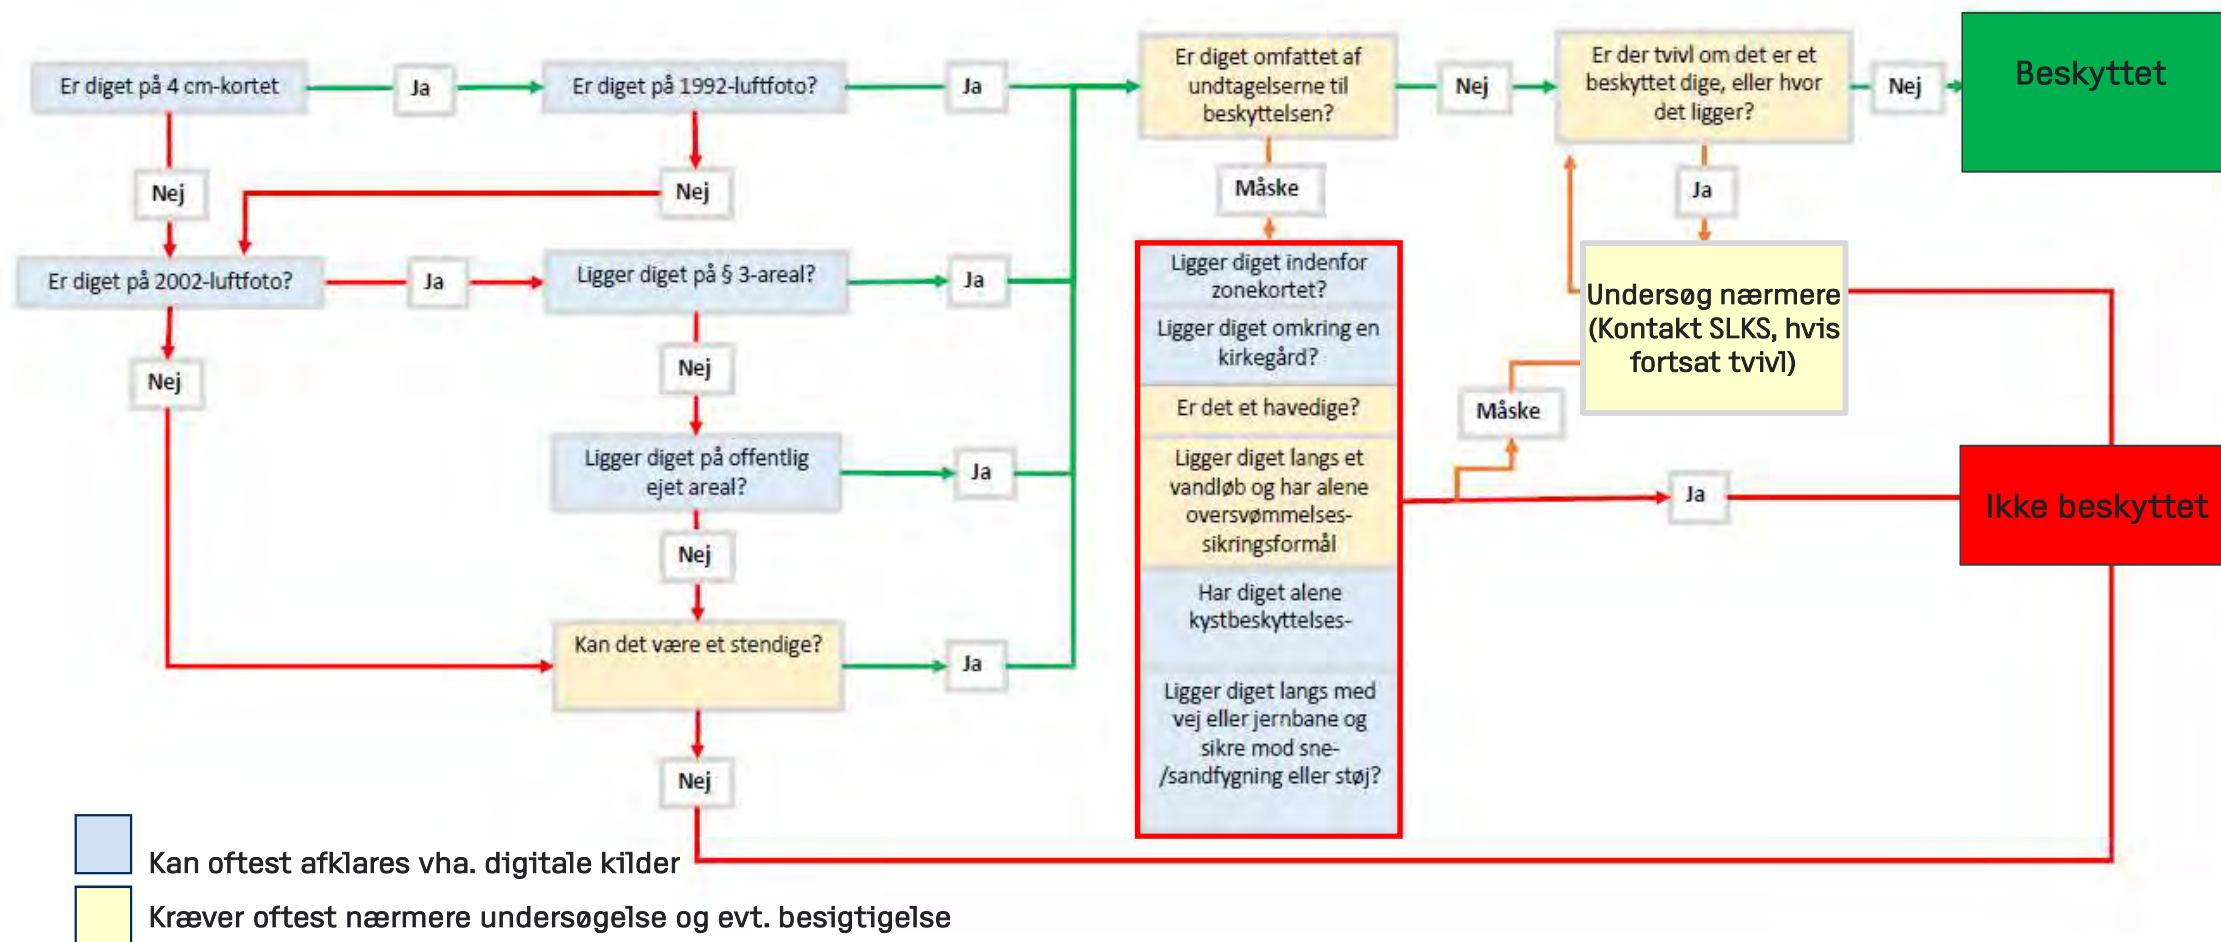 Er diget på 4 cm-kortet
Ja
Er diget på 1992-luftfoto?
Ja
Er diget omfattet af
undtagelserne til
beskyttelsen?
Nej
Er der tvivl om det er et
beskyttet dige, eller hvor
det ligger?
Nej
Beskyttet
Nej
Nej
Måske
Ja
Er diget på 2002-luftfoto?
Ja
Ligger diget på § 3-areal?
Ja
Ligger diget indenfor
zonekortet?
Ligger diget omkring en
kirkegård?
Er det et havedige?
Ligger diget langs et
vandløb og har alene
oversvømmelses-
sikringsformål
Har diget alene
kystbeskyttelses-
Ligger diget langs med
vej eller jernbane og
sikre mod sne-
/sandfygning eller støj?
Undersøg nærmere
(Kontakt SLKS, hvis
fortsat tvivl)
Måske
Ja
Ikke beskyttet
Nej
Nej
Ligger diget på offentlig
ejet areal?
Ja
Nej
Kan det være et stendige?
Ja
Nej
Kan oftest afklares vha. digitale kilder
Kræver oftest nærmere undersøgelse og evt. besigtigelse